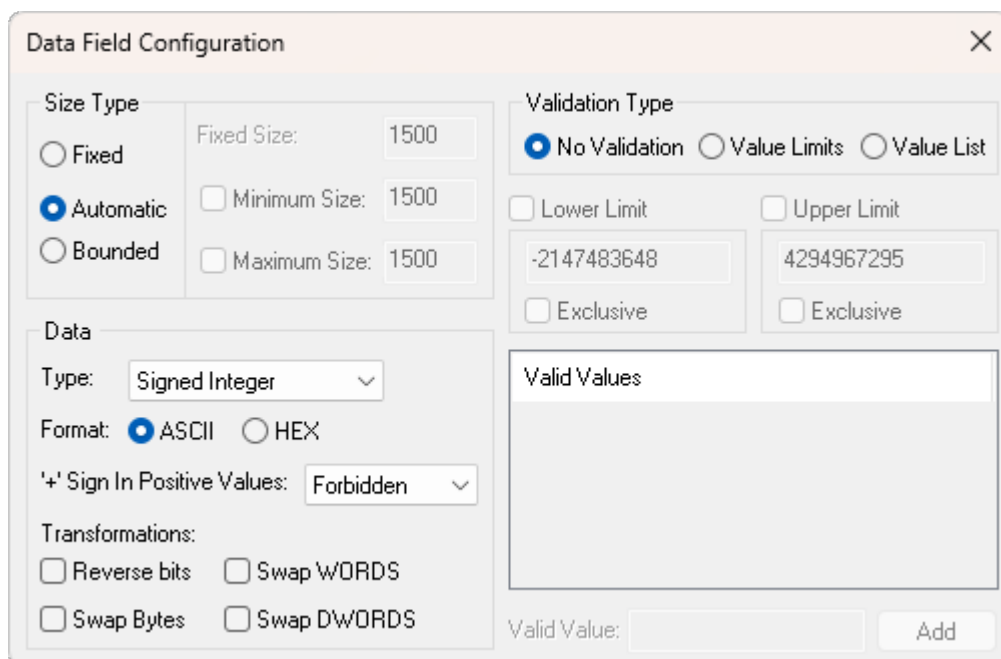 Data Field Configuration
Size Type
Fixed
Automatic
Bounded
Fixed Size: 1500
Minimum Size: 1500
Maximum Size: 1500
Validation Type
No Validation Value Limits Value List
Lower Limit
-2147483648
Exclusive
Upper Limit
4294967295
Exclusive
Data
Type: Signed Integer
Format: ASCII HEX
'+' Sign In Positive Values: Forbidden
Transformations:
Reverse bits Swap WORDS
Swap Bytes Swap DWORDS
Valid Values
Valid Value: Add